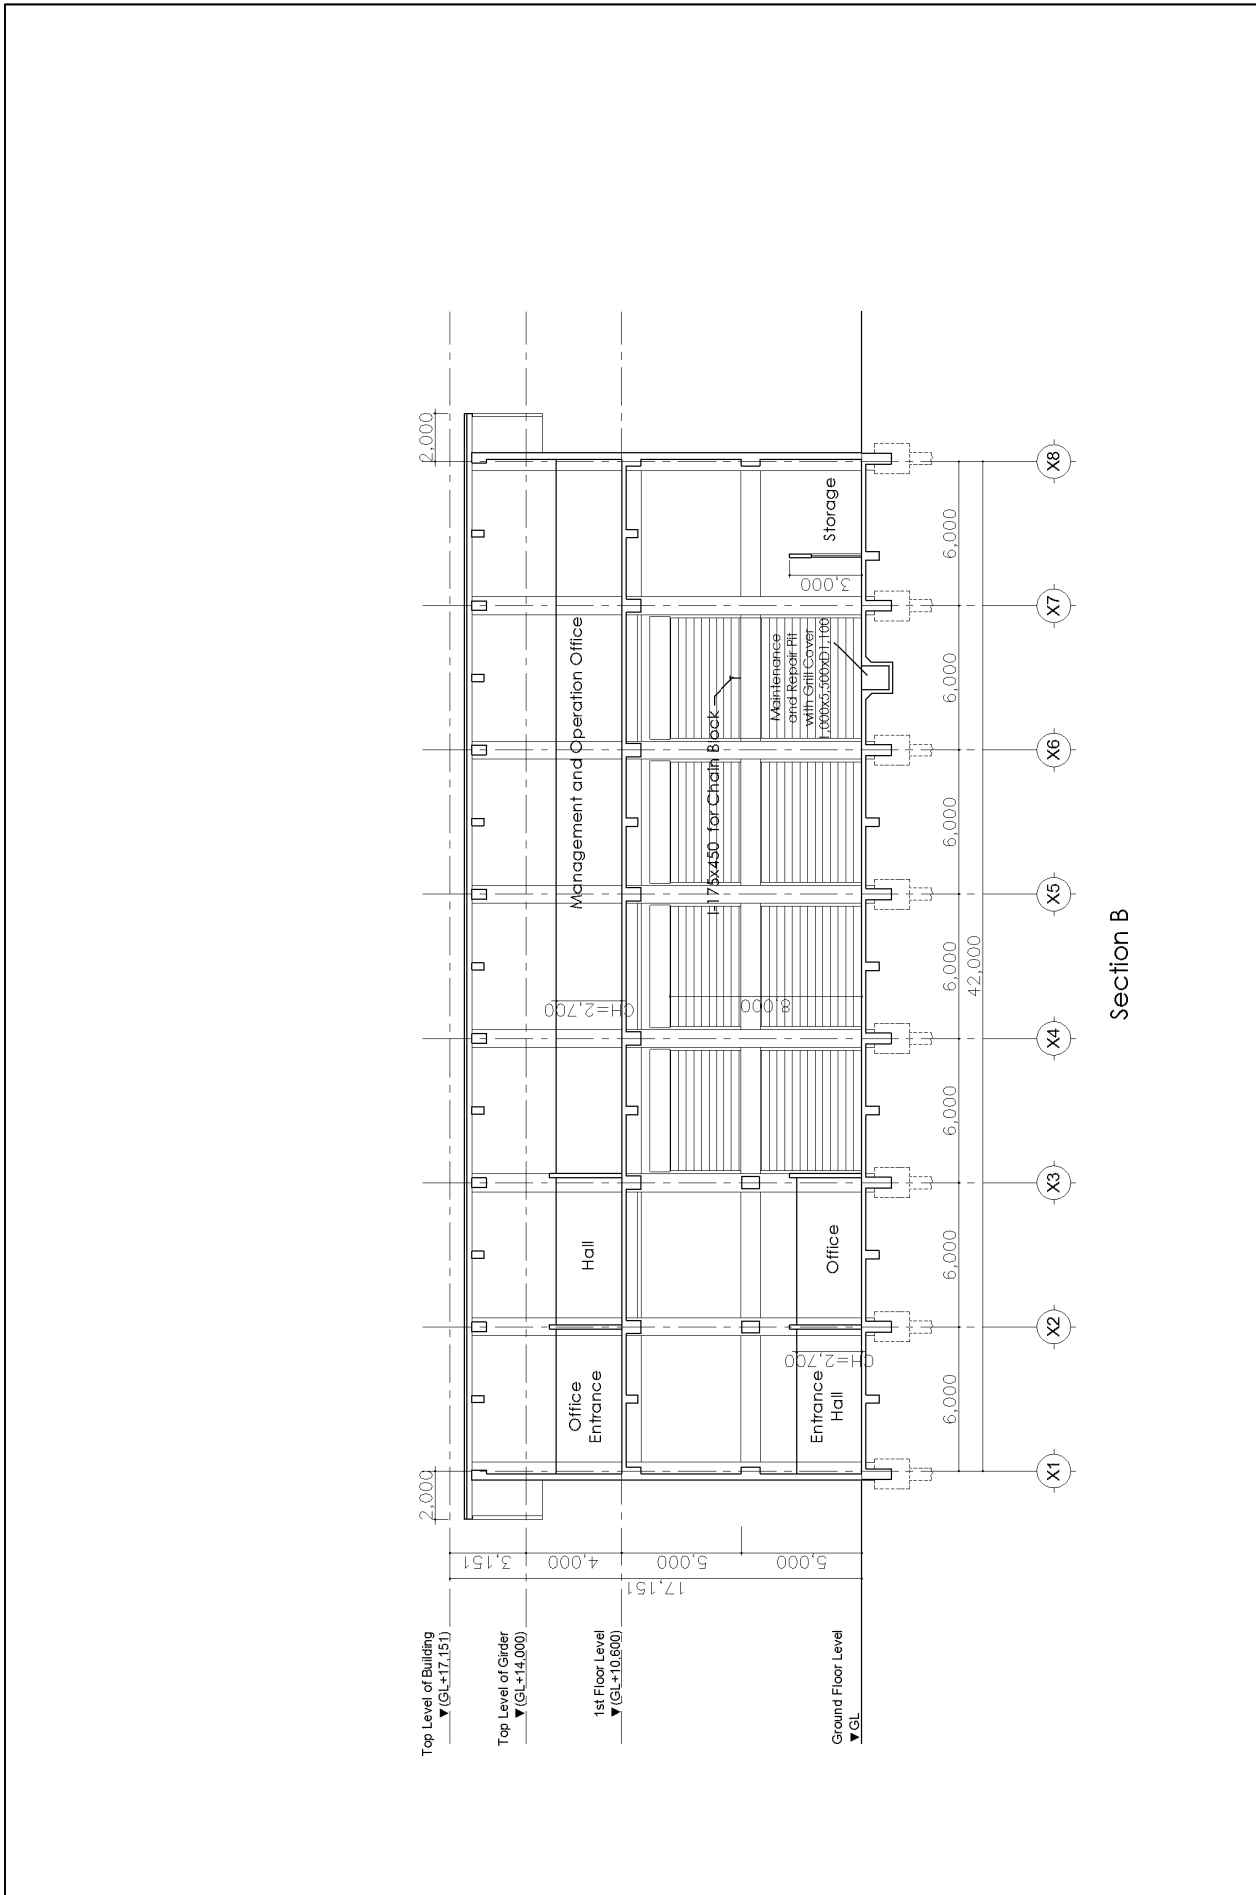 2,000
2,000
Top Level of Building
▼(GL+17,151)
3,151
Top Level of Girder
▼(GL+14,000)
4,000
17,151
1st Floor Level
▼(GL+10,600)
5,000
5,000
Ground Floor Level
▼GL
Office
Entrance
Hall
CH=2,700
Management and Operation Office
I-175x450 for Chain Block
8,000
Maintenance
and Repair Pit
with Grill Cover
1,000x5,500xD1,100
3,000
Storage
Entrance
Hall
CH=2,700
Office
6,000
6,000
6,000
6,000
6,000
6,000
6,000
42,000
X1
X2
X3
X4
X5
X6
X7
X8
Section B